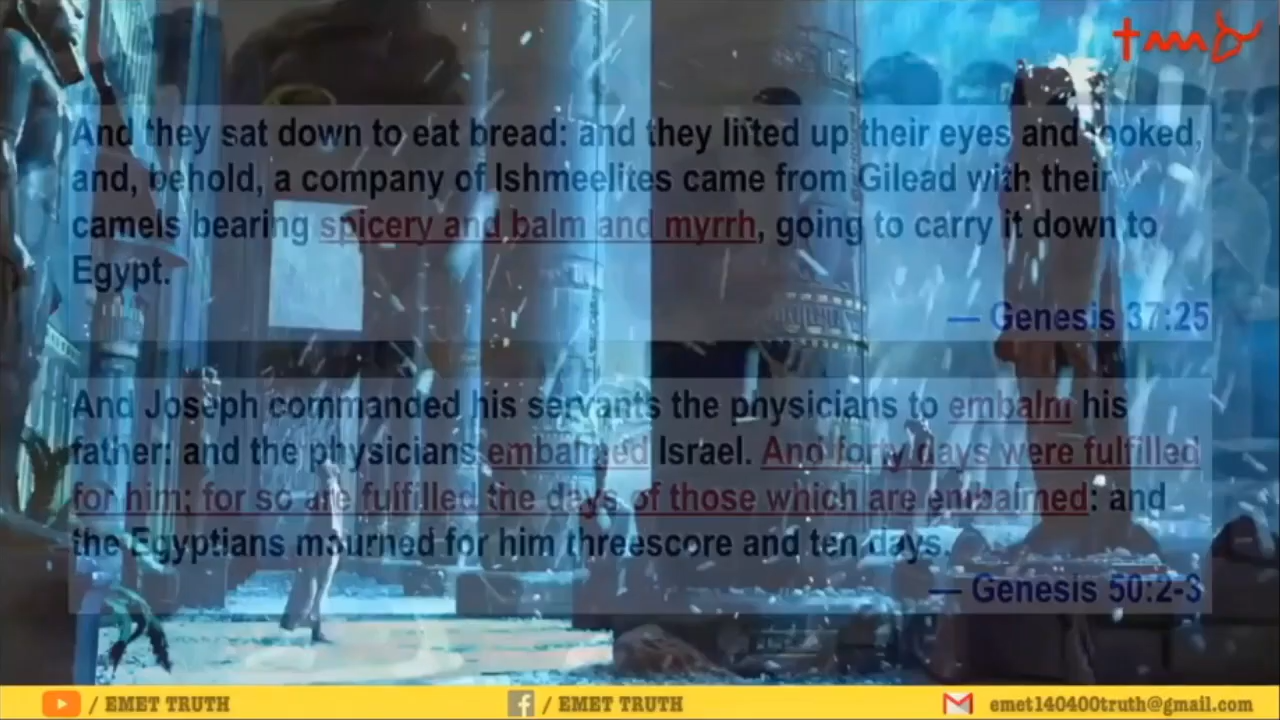 And they sat down to eat bread: and they lifted up their eyes and looked,
and, behold, a company of Ishmeelites came from Gilead with their
camels bearing spicery and balm and myrrh, going to carry it down to
Egypt.
— Genesis 37:25
And Joseph commanded his servants the physicians to embalm his
father: and the physicians embalmed Israel. And forty days were fulfilled
for him; for so are fulfilled the days of those which are embalmed: and
the Egyptians mourned for him threescore and ten days.
— Genesis 50:2-3
/ EMET TRUTH
/ EMET TRUTH
emet140400truth@gmail.com